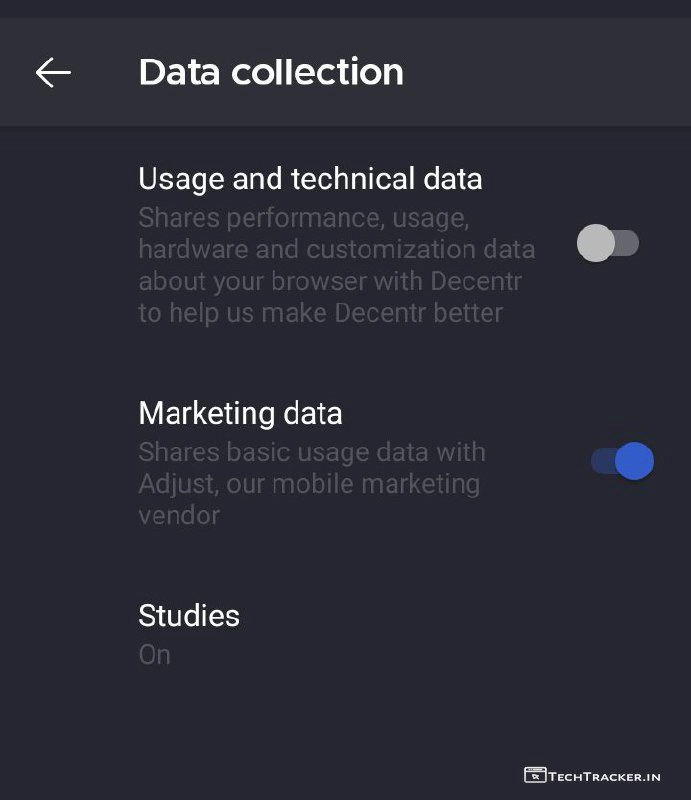 Data collection
Usage and technical data
Shares performance, usage,
hardware and customization data
about your browser with Decentr
to help us make Decentr better
Marketing data
Shares basic usage data with
Adjust, our mobile marketing
vendor
Studies
On
TECHTRACKER.IN